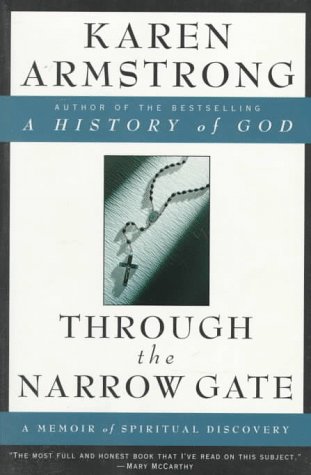 KAREN
ARMSTRONG
AUTHOR OF THE BESTSELLING
A HISTORY of GOD
THROUGH
the
NARROW GATE
A MEMOIR of SPIRITUAL DISCOVERY
"THE MOST FULL AND HONEST BOOK THAT I'VE READ ON THIS SUBJECT."
—MARY MCCARTHY